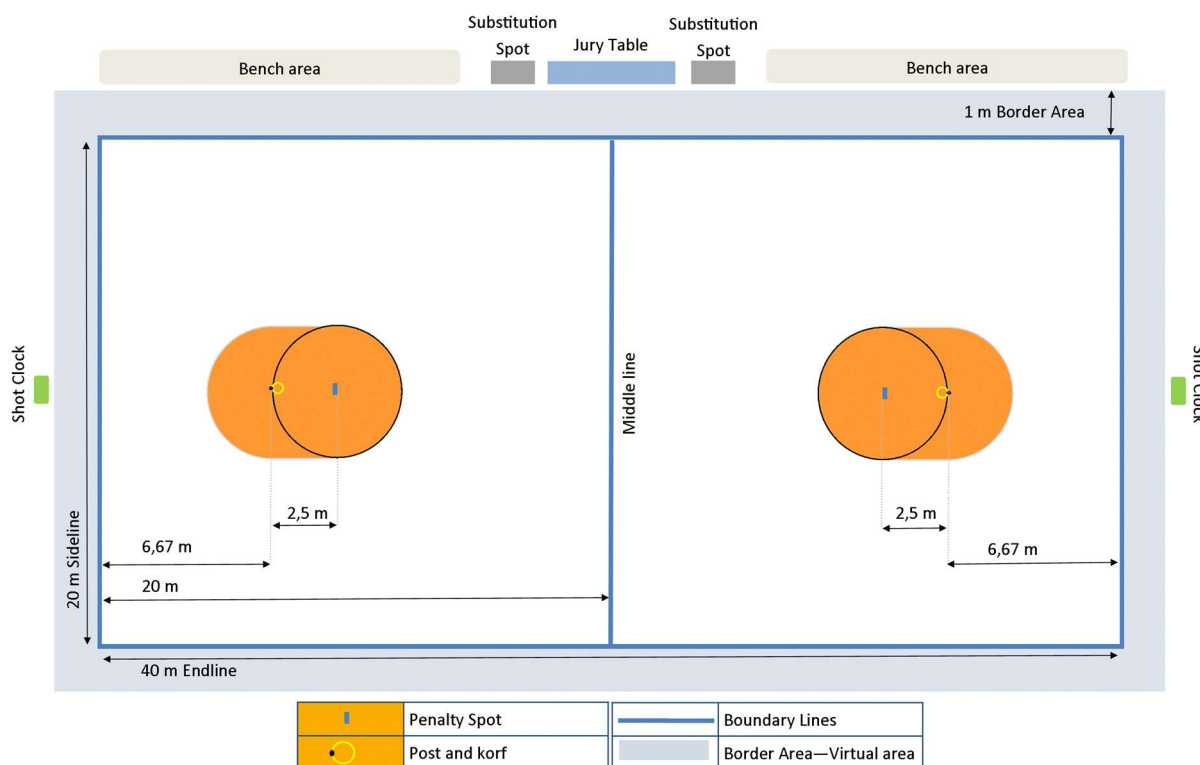 Substitution
Spot
Jury Table
Substitution
Spot
Bench area
Bench area
1 m Border Area
Shot Clock
Middle line
Shot Clock
2,5 m
2,5 m
6,67 m
6,67 m
20 m
20 m Sideline
40 m Endline
Penalty Spot
Boundary Lines
Post and korf
Border Area—Virtual area